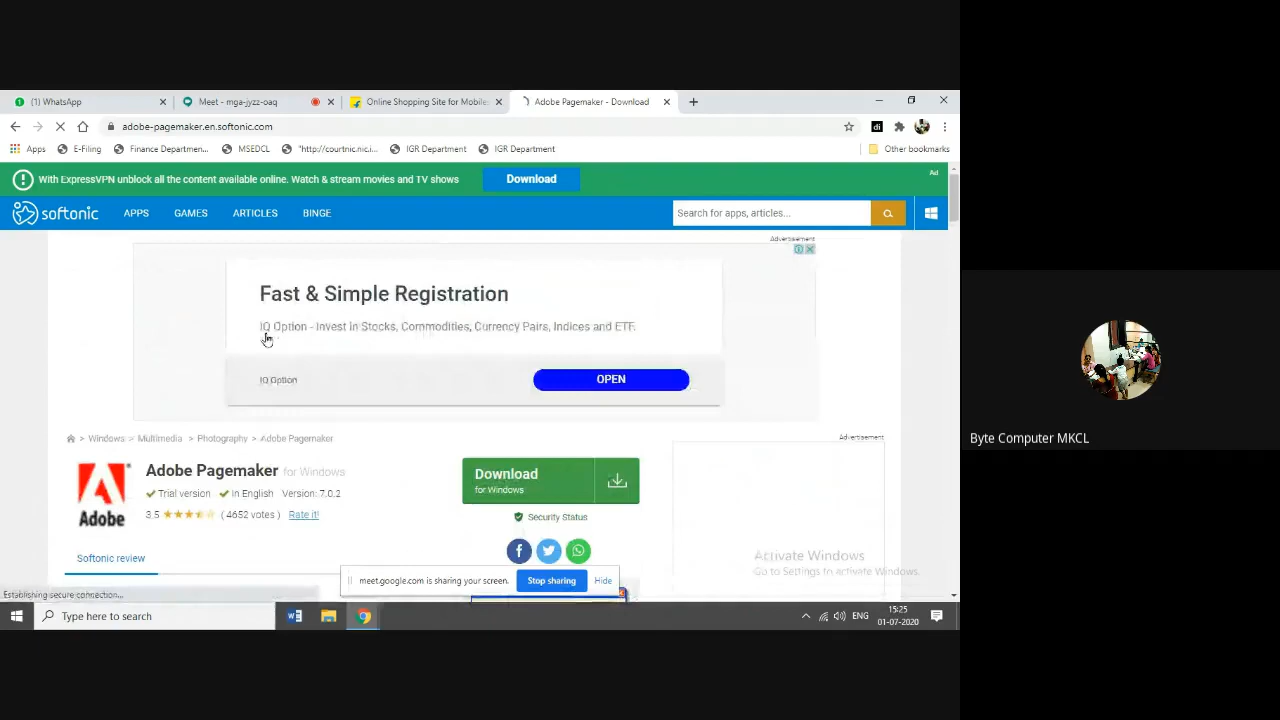 (1) WhatsApp
Meet - mga-jyzz-oaq
Online Shopping Site for Mobiles
Adobe Pagemaker - Download
adobe-pagemaker.en.softonic.com
Apps E-Filing Finance Departmen... MSEDCL "http://courtnic.nic.i... IGR Department IGR Department Other bookmarks
With ExpressVPN unblock all the content available online. Watch & stream movies and TV shows Download Ad
softonic APPS GAMES ARTICLES BINGE Search for apps, articles...
Advertisement
Fast & Simple Registration
IQ Option - Invest in Stocks, Commodities, Currency Pairs, Indices and ETF.
IQ Option OPEN
Windows > Multimedia > Photography > Adobe Pagemaker
Advertisement
Adobe
Adobe Pagemaker for Windows
Trial version In English Version: 7.0.2
3.5 ( 4652 votes ) Rate it!
Download
for Windows
Security Status
Softonic review
Activate Windows
Go to Settings to activate Windows.
meet.google.com is sharing your screen. Stop sharing Hide
Establishing secure connection...
Type here to search
ENG
15:25
01-07-2020
Byte Computer MKCL